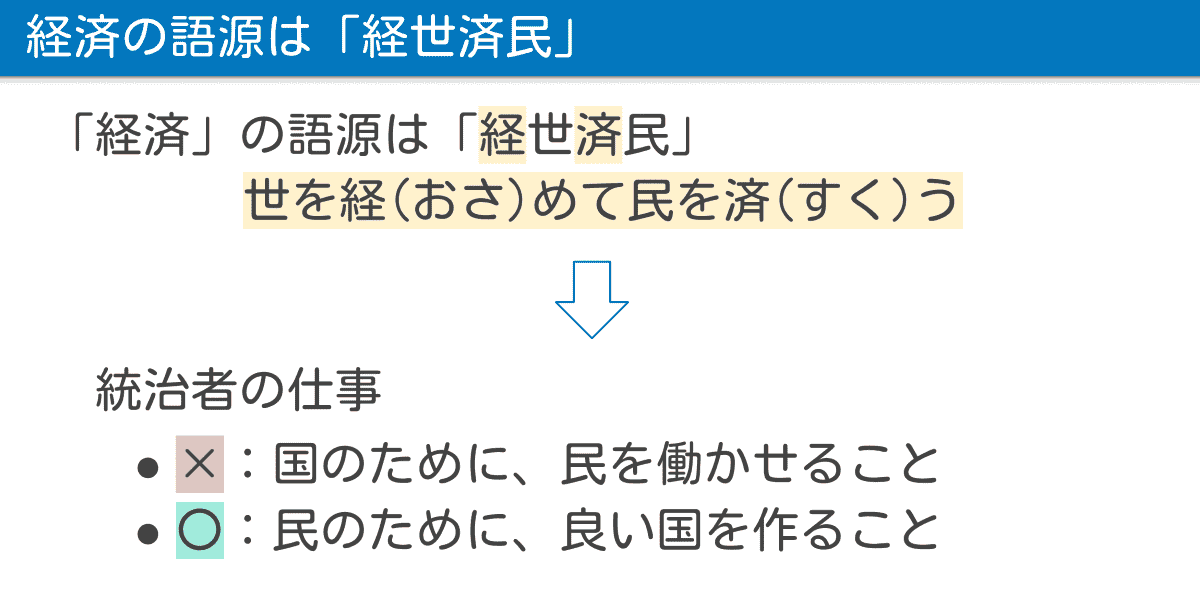 経済の語源は「経世済民」
「経済」の語源は「経世済民」
世を経(おさ)めて民を済(すく)う
統治者の仕事
● ×：国のために、民を働かせること
● 〇：民のために、良い国を作ること